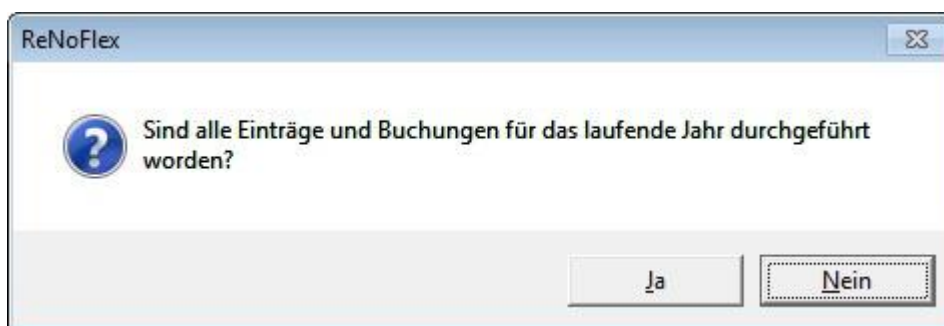 ReNoFlex
Sind alle Einträge und Buchungen für das laufende Jahr durchgeführt
worden?
Ja
Nein